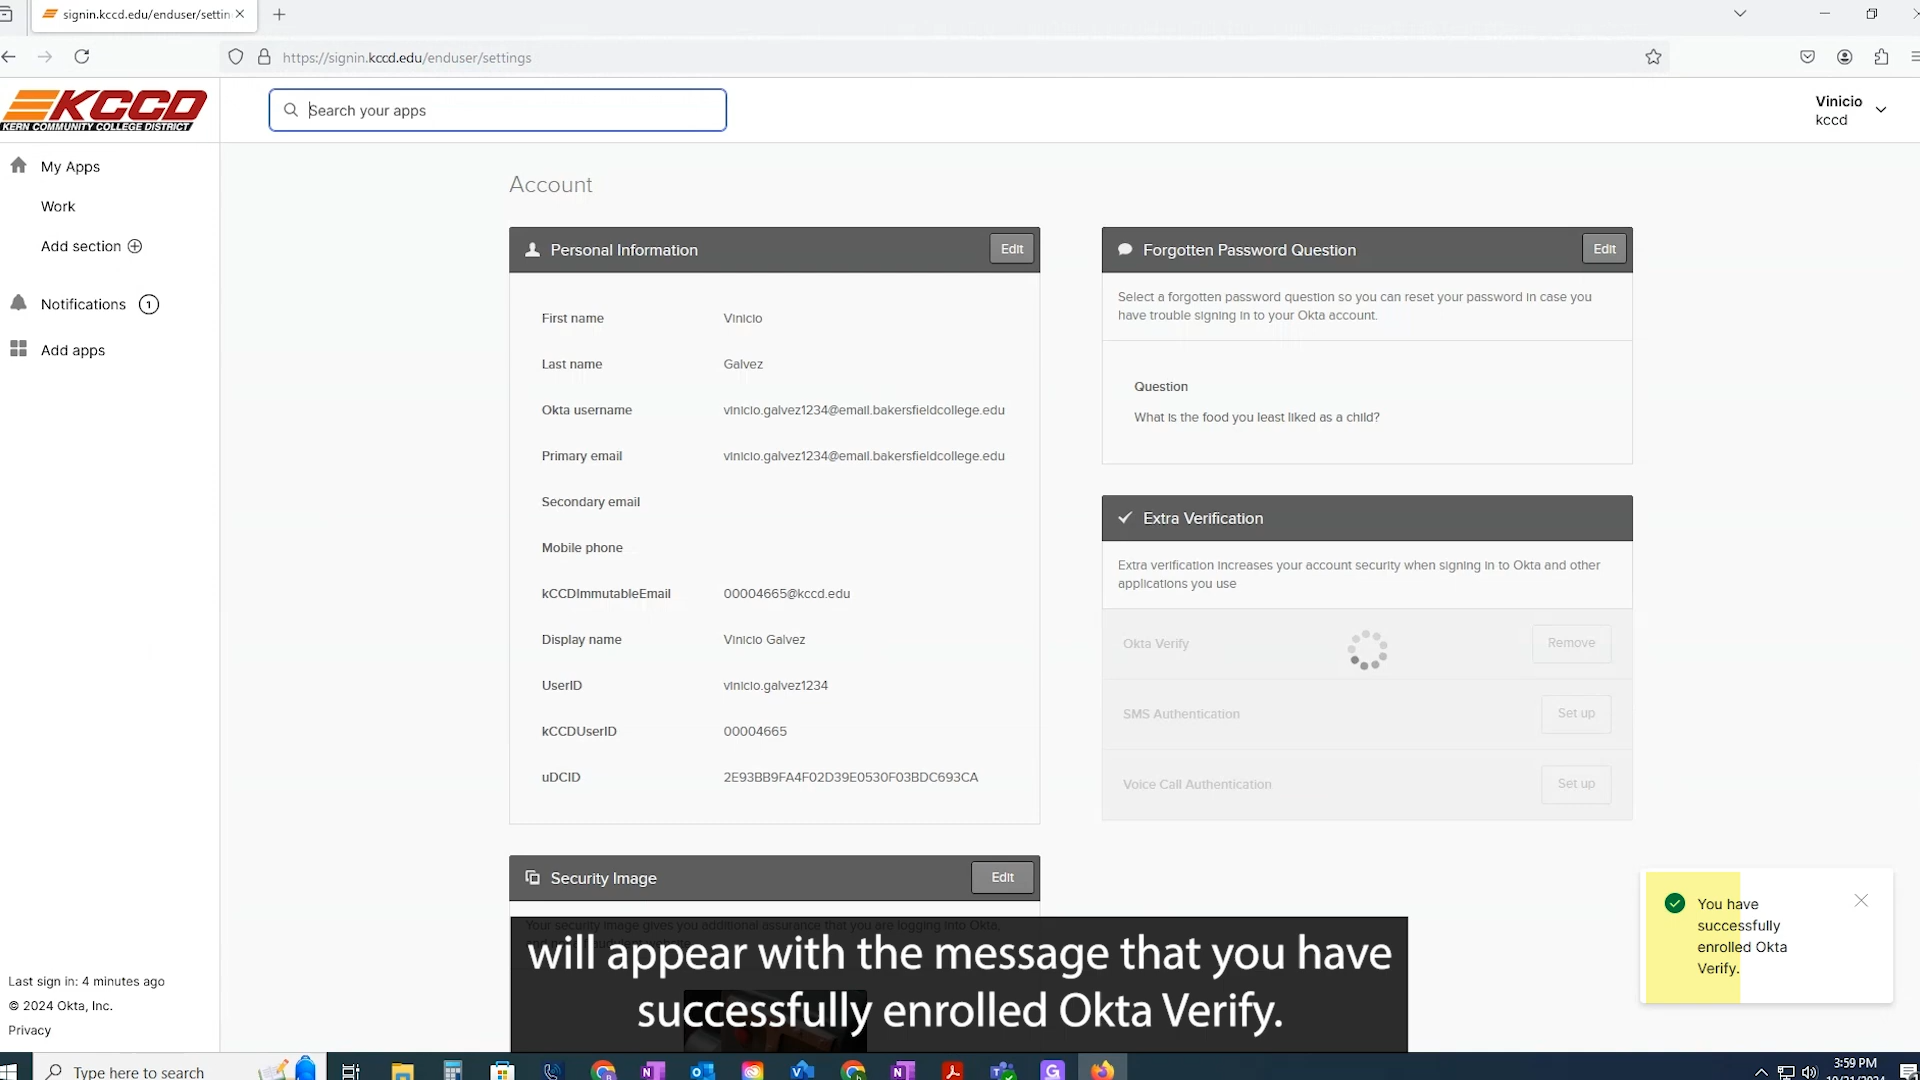 signin.kccd.edu/enduser/settin
https://signin.kccd.edu/enduser/settings
KCCD
KERN COMMUNITY COLLEGE DISTRICT
Search your apps
Vinicio
kccd
My Apps
Work
Add section
Notifications 1
Add apps
Account
Personal Information Edit
First name Vinicio
Last name Galvez
Okta username vinicio.galvez1234@email.bakersfieldcollege.edu
Primary email vinicio.galvez1234@email.bakersfieldcollege.edu
Secondary email
Mobile phone
kCCDImmutableEmail 00004665@kccd.edu
Display name Vinicio Galvez
UserID vinicio.galvez1234
kCCDUserID 00004665
uDCID 2E93BB9FA4F02D39E0530F03BDC693CA
Security Image Edit
Your security image gives you additional assurance that you are logging into Okta,
Forgotten Password Question Edit
Select a forgotten password question so you can reset your password in case you
have trouble signing in to your Okta account.
Question
What is the food you least liked as a child?
Extra Verification
Extra verification increases your account security when signing in to Okta and other
applications you use
Okta Verify Remove
SMS Authentication Set up
Voice Call Authentication Set up
You have
successfully
enrolled Okta
Verify.
will appear with the message that you have
successfully enrolled Okta Verify.
Last sign in: 4 minutes ago
© 2024 Okta, Inc.
Privacy
Type here to search
3:59 PM